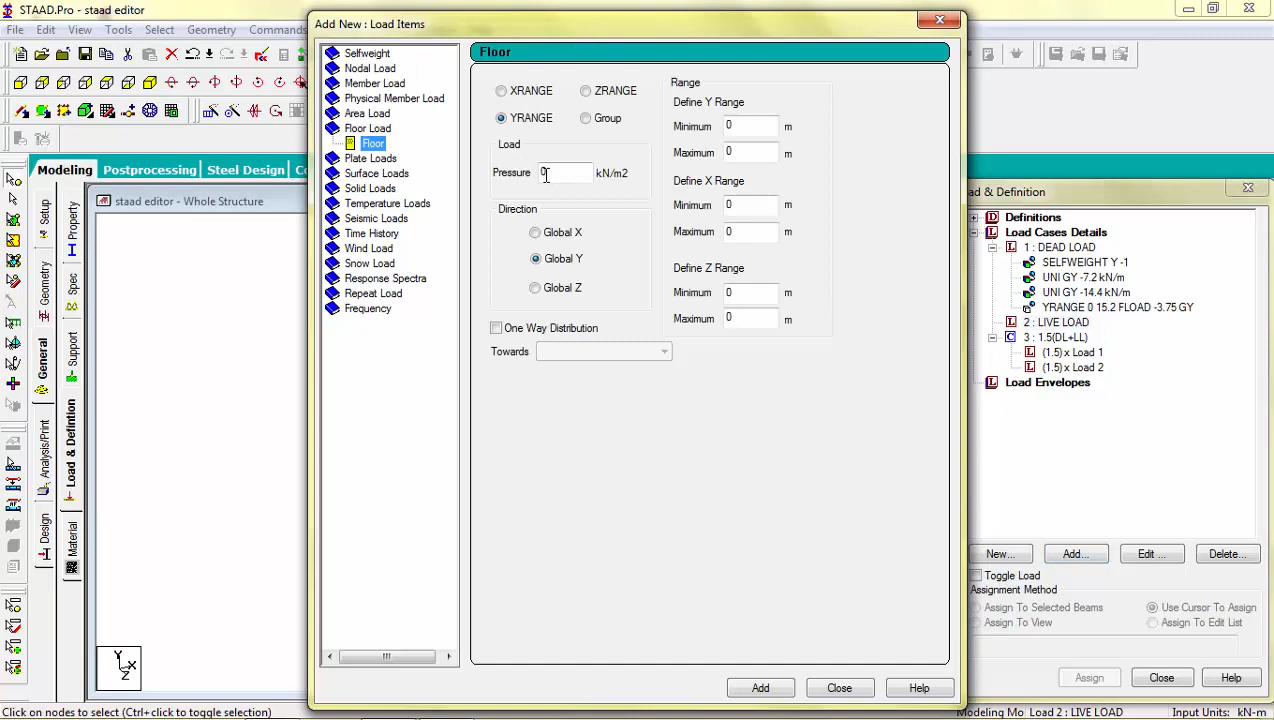 STAAD.Pro - staad editor
File Edit View Tools Select Geometry Commands
Modeling Postprocessing Steel Design
staad editor - Whole Structure
Setup
Geometry
General
Analysis/Print
Design
Property
Spec
Support
Load & Definition
Material
Y
X
Z
Add New : Load Items
Selfweight
Nodal Load
Member Load
Physical Member Load
Area Load
Floor Load
Floor
Plate Loads
Surface Loads
Solid Loads
Temperature Loads
Seismic Loads
Time History
Wind Load
Snow Load
Response Spectra
Repeat Load
Frequency
Floor
XRANGE ZRANGE
YRANGE Group
Load
Pressure 0 kN/m2
Direction
Global X
Global Y
Global Z
One Way Distribution
Towards
Range
Define Y Range
Minimum 0 m
Maximum 0 m
Define X Range
Minimum 0 m
Maximum 0 m
Define Z Range
Minimum 0 m
Maximum 0 m
Add Close Help
ad & Definition
D Definitions
L Load Cases Details
L 1 : DEAD LOAD
SELFWEIGHT Y -1
UNI GY -7.2 kN/m
UNI GY -14.4 kN/m
YRANGE 0 15.2 FLOAD -3.75 GY
L 2 : LIVE LOAD
C 3 : 1.5(DL+LL)
L (1.5) x Load 1
L (1.5) x Load 2
L Load Envelopes
New... Add... Edit ... Delete...
Toggle Load
Assignment Method
Assign To Selected Beams Use Cursor To Assign
Assign To View Assign To Edit List
Assign Close Help
Click on nodes to select (Ctrl+click to toggle selection) Modeling Mo Load 2 : LIVE LOAD Input Units: kN-m